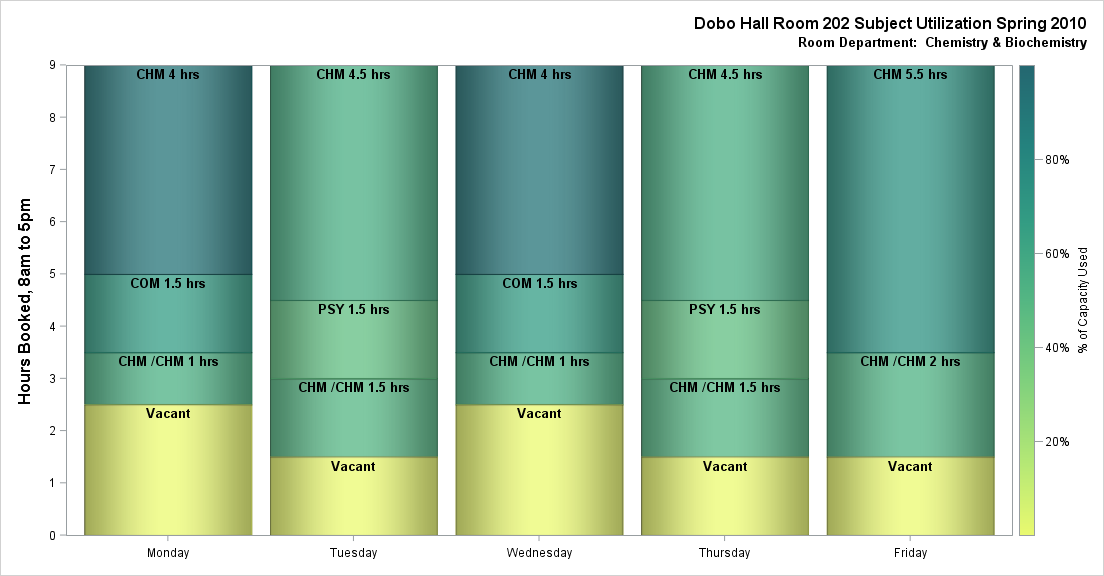 Dobo Hall Room 202 Subject Utilization Spring 2010
Room Department:  Chemistry & Biochemistry
Hours Booked, 8am to 5pm
9
8
7
6
5
4
3
2
1
0
CHM 4 hrs
COM 1.5 hrs
CHM /CHM 1 hrs
Vacant
CHM 4.5 hrs
PSY 1.5 hrs
CHM /CHM 1.5 hrs
Vacant
CHM 4 hrs
COM 1.5 hrs
CHM /CHM 1 hrs
Vacant
CHM 4.5 hrs
PSY 1.5 hrs
CHM /CHM 1.5 hrs
Vacant
CHM 5.5 hrs
CHM /CHM 2 hrs
Vacant
Monday
Tuesday
Wednesday
Thursday
Friday
80%
60%
40%
20%
% of Capacity Used